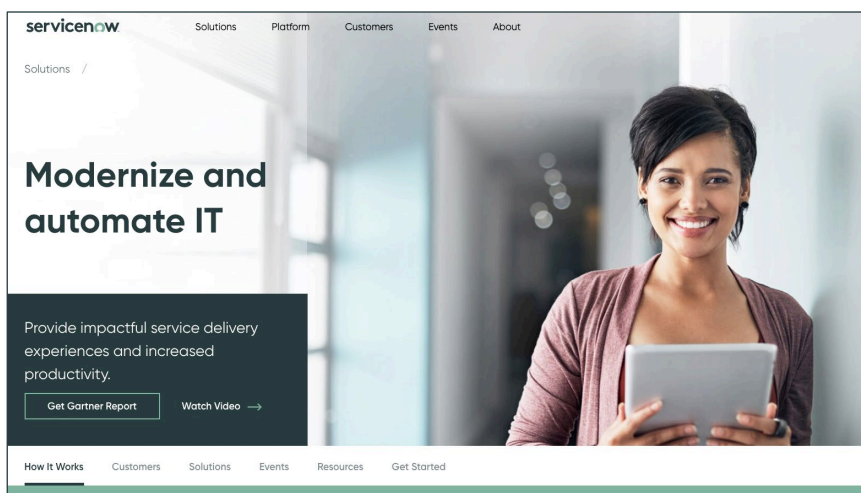 servicenow
Solutions Platform Customers Events About
Solutions /
Modernize and
automate IT
Provide impactful service delivery
experiences and increased
productivity.
Get Gartner Report Watch Video →
How It Works Customers Solutions Events Resources Get Started